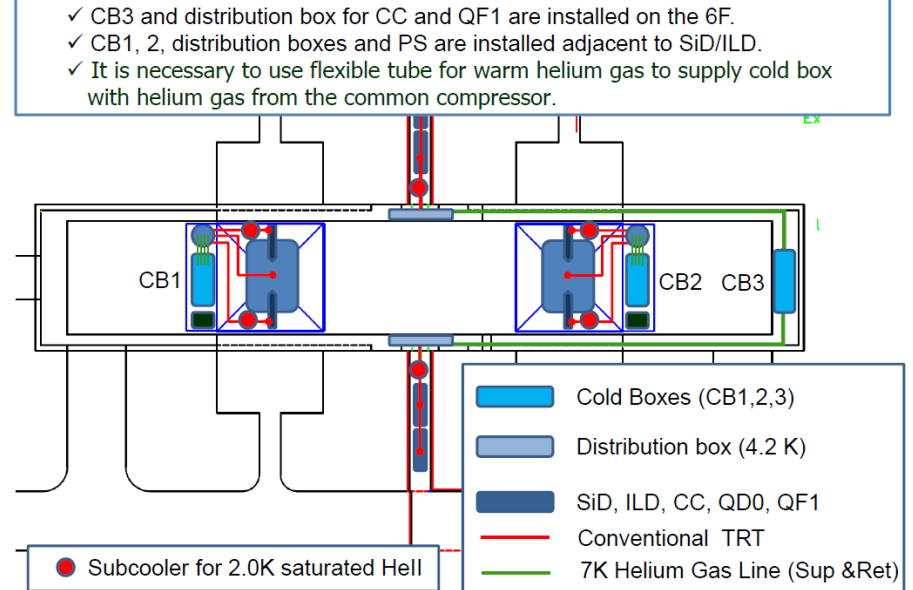 ✓ CB3 and distribution box for CC and QF1 are installed on the 6F.
✓ CB1, 2, distribution boxes and PS are installed adjacent to SiD/ILD.
✓ It is necessary to use flexible tube for warm helium gas to supply cold box
with helium gas from the common compressor.
CB1
CB2
CB3
Cold Boxes (CB1,2,3)
Distribution box (4.2 K)
SiD, ILD, CC, QD0, QF1
Conventional TRT
7K Helium Gas Line (Sup &Ret)
Subcooler for 2.0K saturated HeII